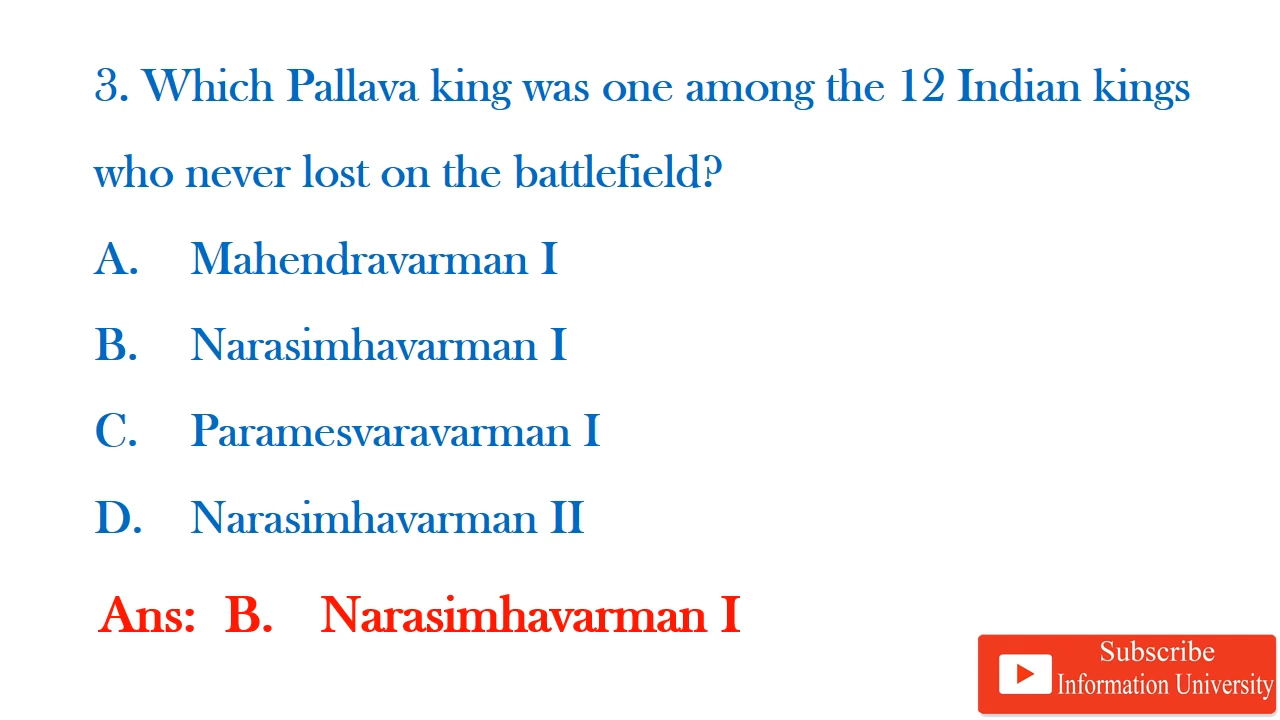 3. Which Pallava king was one among the 12 Indian kings
who never lost on the battlefield?
A. Mahendravarman I
B. Narasimhavarman I
C. Paramesvaravarman I
D. Narasimhavarman II
Ans: B. Narasimhavarman I
Subscribe
Information University